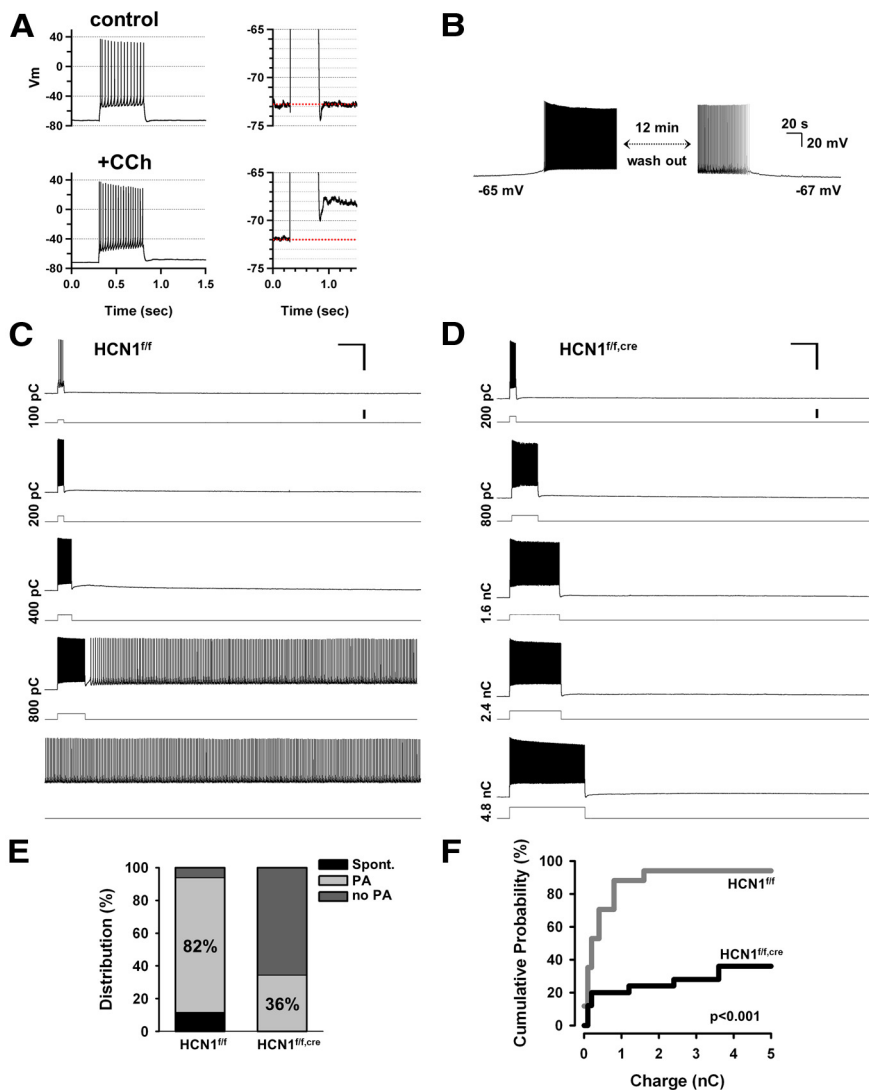 A
control
Vm
40
0
-40
-80
-65
-67
-69
-71
-73
-75
+CCh
40
0
-40
-80
0.0 0.5 1.0 1.5
Time (sec)
-65
-70
-75
0.0 1.0
Time (sec)
B
12 min
wash out
20 s
20 mV
-65 mV
-67 mV
C
HCN1f/f
100 pC
200 pC
400 pC
800 pC
D
HCN1f/f,cre
200 pC
800 pC
1.6 nC
2.4 nC
4.8 nC
E
Distribution (%)
100
80
60
40
20
0
82%
36%
HCN1f/f
HCN1f/f,cre
Spont.
PA
no PA
F
Cumulative Probability (%)
100
80
60
40
20
0
HCN1f/f
HCN1f/f,cre
p<0.001
0 1 2 3 4 5
Charge (nC)